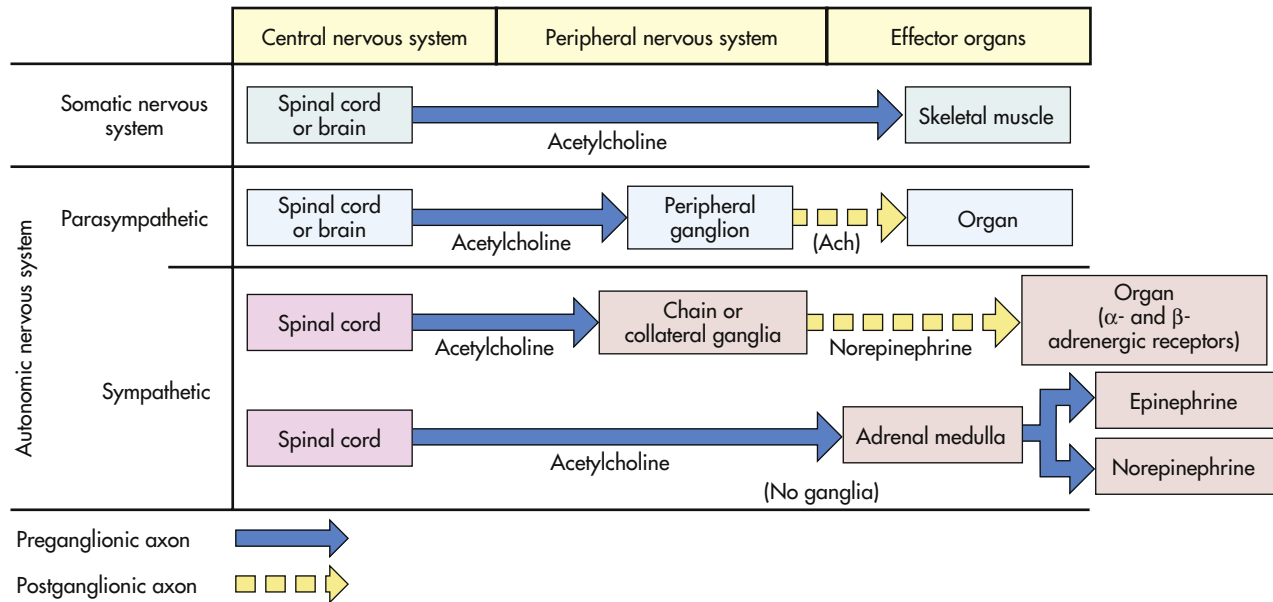 Central nervous system
Peripheral nervous system
Effector organs
Somatic nervous
system
Spinal cord
or brain
Acetylcholine
Skeletal muscle
Autonomic nervous system
Parasympathetic
Spinal cord
or brain
Acetylcholine
Peripheral
ganglion
(Ach)
Organ
Sympathetic
Spinal cord
Acetylcholine
Chain or
collateral ganglia
Norepinephrine
Organ
(α- and β-
adrenergic receptors)
Spinal cord
Acetylcholine
(No ganglia)
Adrenal medulla
Epinephrine
Norepinephrine
Preganglionic axon
Postganglionic axon